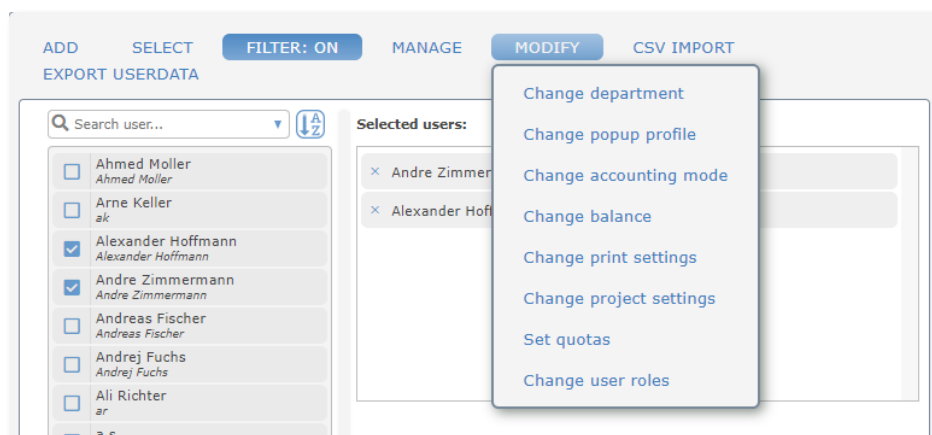 ADD SELECT FILTER: ON MANAGE MODIFY CSV IMPORT
EXPORT USERDATA
Search user...
Selected users:
Ahmed Moller
Ahmed Moller
Arne Keller
ak
Alexander Hoffmann
Alexander Hoffmann
Andre Zimmermann
Andre Zimmermann
Andreas Fischer
Andreas Fischer
Andrej Fuchs
Andrej Fuchs
Ali Richter
ar
× Andre Zimmer
× Alexander Hof
Change department
Change popup profile
Change accounting mode
Change balance
Change print settings
Change project settings
Set quotas
Change user roles